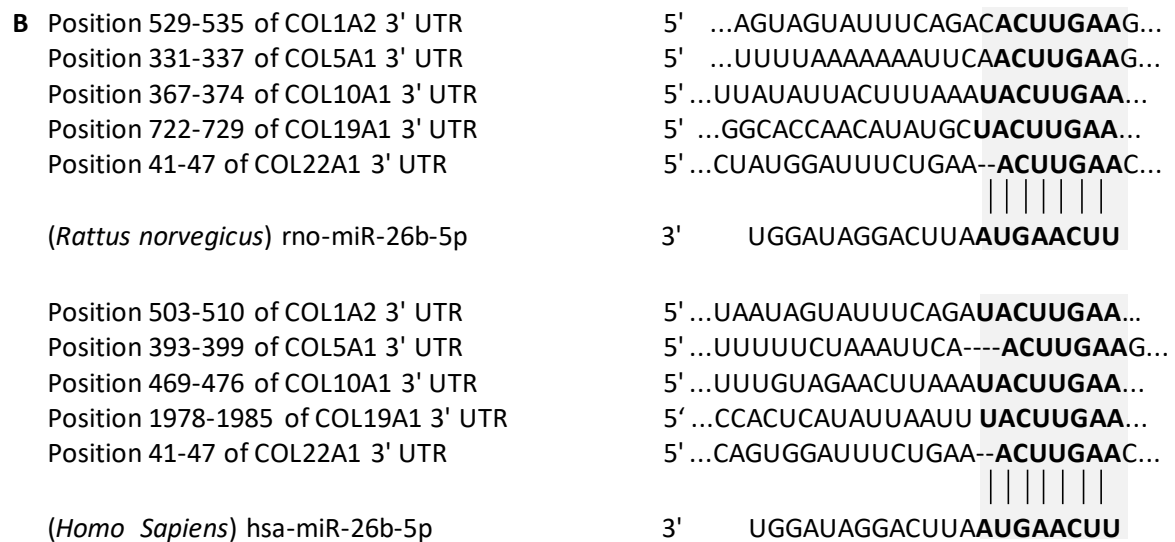 B Position 529-535 of COL1A2 3' UTR 5' ...AGUAGUAUUUCAGACACUUGAAG...
Position 331-337 of COL5A1 3' UTR 5' ...UUUUAAAAAAAUUCAACUUGAAG...
Position 367-374 of COL10A1 3' UTR 5' ...UUAUAUUACUUUAAAUACUUGAA...
Position 722-729 of COL19A1 3' UTR 5' ...GGCACCAACAUAUGCUACUUGAA...
Position 41-47 of COL22A1 3' UTR 5' ...CUAUGGAUUUCUGAA--ACUUGAAC...
| | | | | | |
(Rattus norvegicus) rno-miR-26b-5p 3' UGGAUAGGACUUAAUGAACUU
Position 503-510 of COL1A2 3' UTR 5' ...UAAUAGUAUUUCAGAUACUUGAA...
Position 393-399 of COL5A1 3' UTR 5' ...UUUUUCUAAAUUCA----ACUUGAAG...
Position 469-476 of COL10A1 3' UTR 5' ...UUUGUAGAACUUAAAUACUUGAA...
Position 1978-1985 of COL19A1 3' UTR 5‘ ...CCACUCAUAUUAAUU UACUUGAA...
Position 41-47 of COL22A1 3' UTR 5' ...CAGUGGAUUUCUGAA--ACUUGAAC...
| | | | | | |
(Homo Sapiens) hsa-miR-26b-5p 3' UGGAUAGGACUUAAUGAACUU